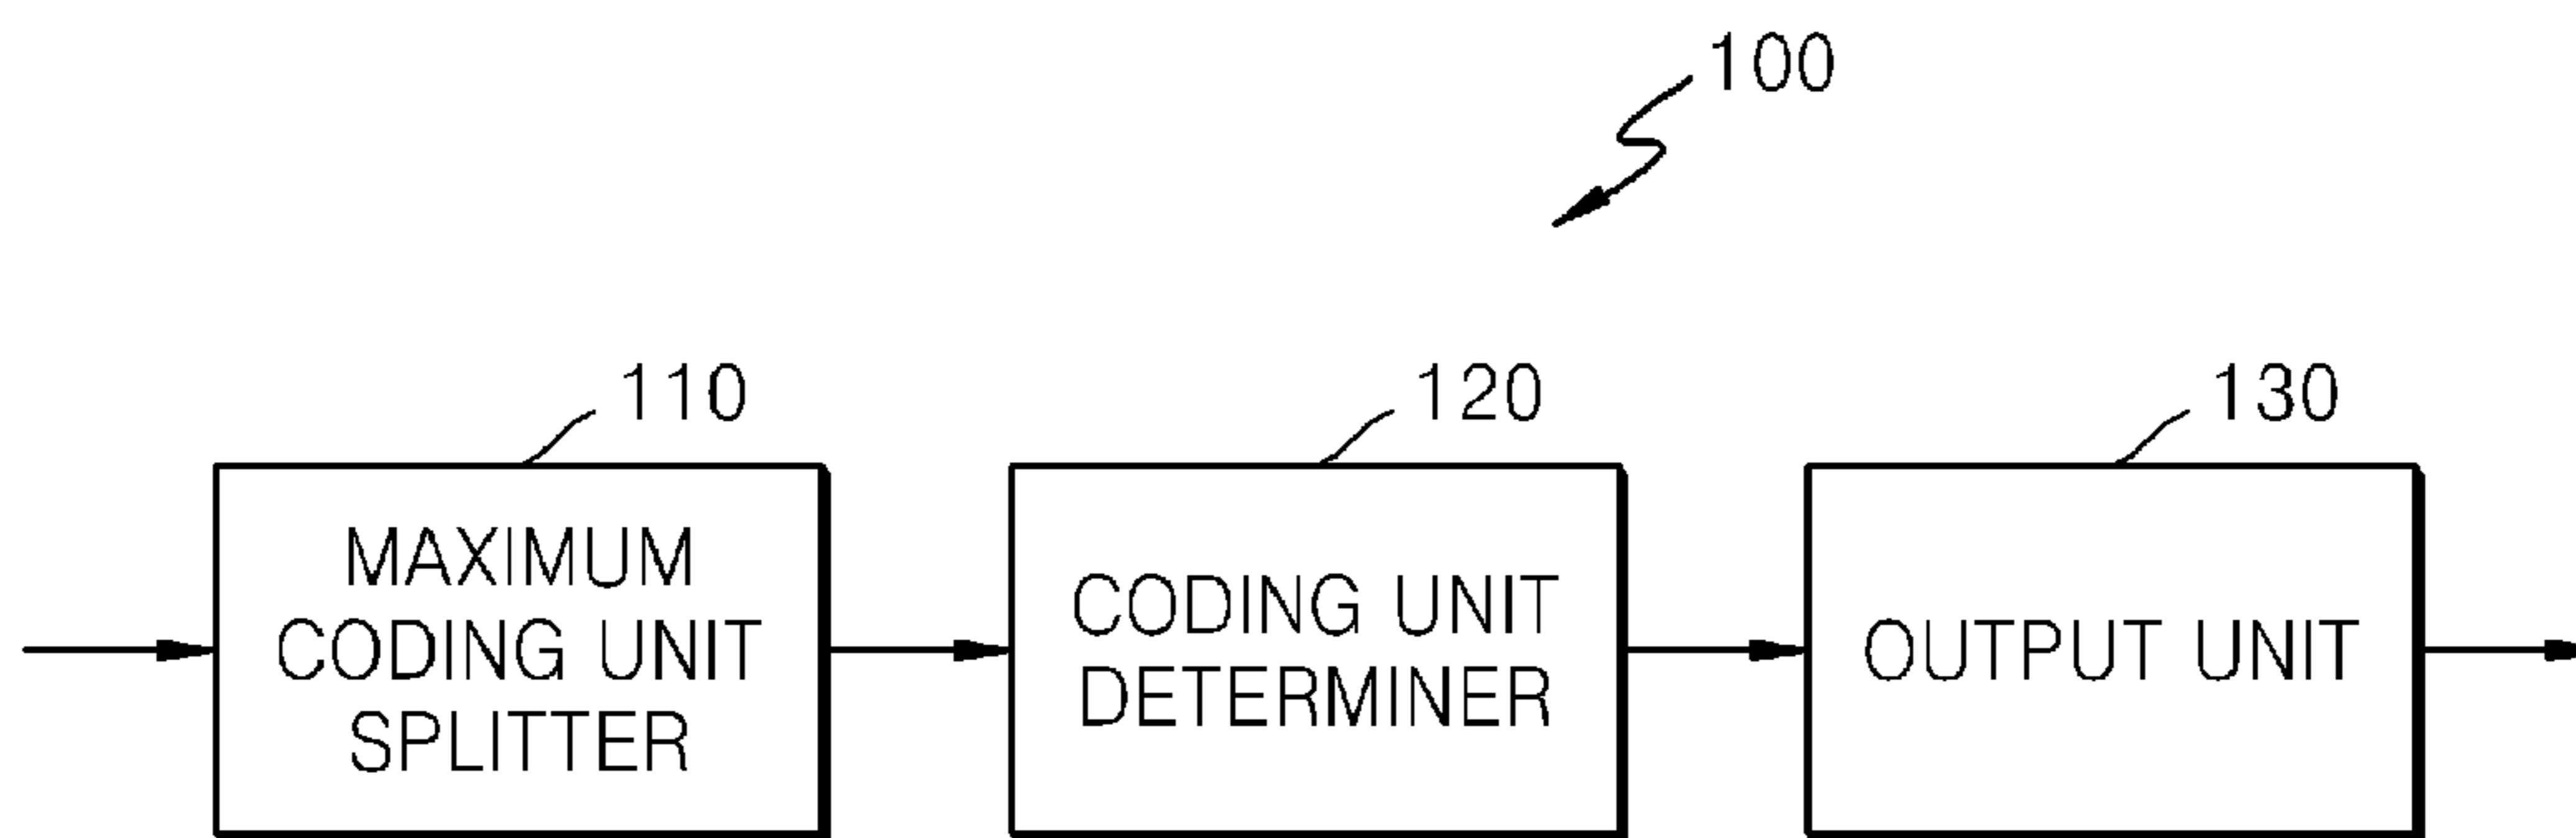 100
110
120
130
MAXIMUM
CODING UNIT
SPLITTER
CODING UNIT
DETERMINER
OUTPUT UNIT